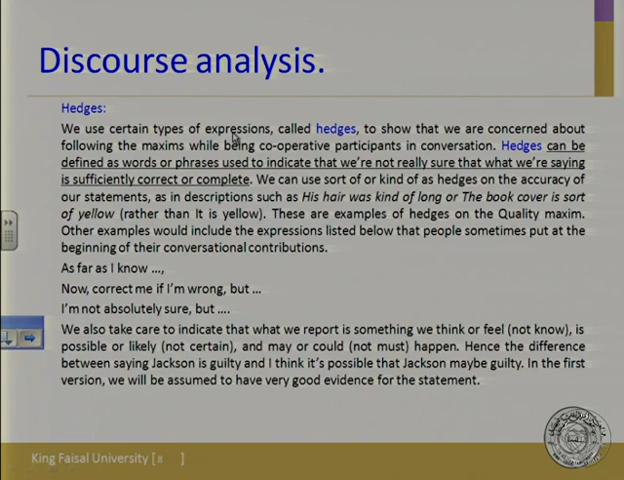 Discourse analysis.
Hedges:
We use certain types of expressions, called hedges, to show that we are concerned about
following the maxims while being co-operative participants in conversation. Hedges can be
defined as words or phrases used to indicate that we're not really sure that what we're saying
is sufficiently correct or complete. We can use sort of or kind of as hedges on the accuracy of
our statements, as in descriptions such as His hair was kind of long or The book cover is sort
of yellow (rather than It is yellow). These are examples of hedges on the Quality maxim.
Other examples would include the expressions listed below that people sometimes put at the
beginning of their conversational contributions.
As far as I know ...,
Now, correct me if I'm wrong, but ...
I'm not absolutely sure, but ....
We also take care to indicate that what we report is something we think or feel (not know), is
possible or likely (not certain), and may or could (not must) happen. Hence the difference
between saying Jackson is guilty and I think it's possible that Jackson maybe guilty. In the first
version, we will be assumed to have very good evidence for the statement.
King Faisal University [ 8 ]